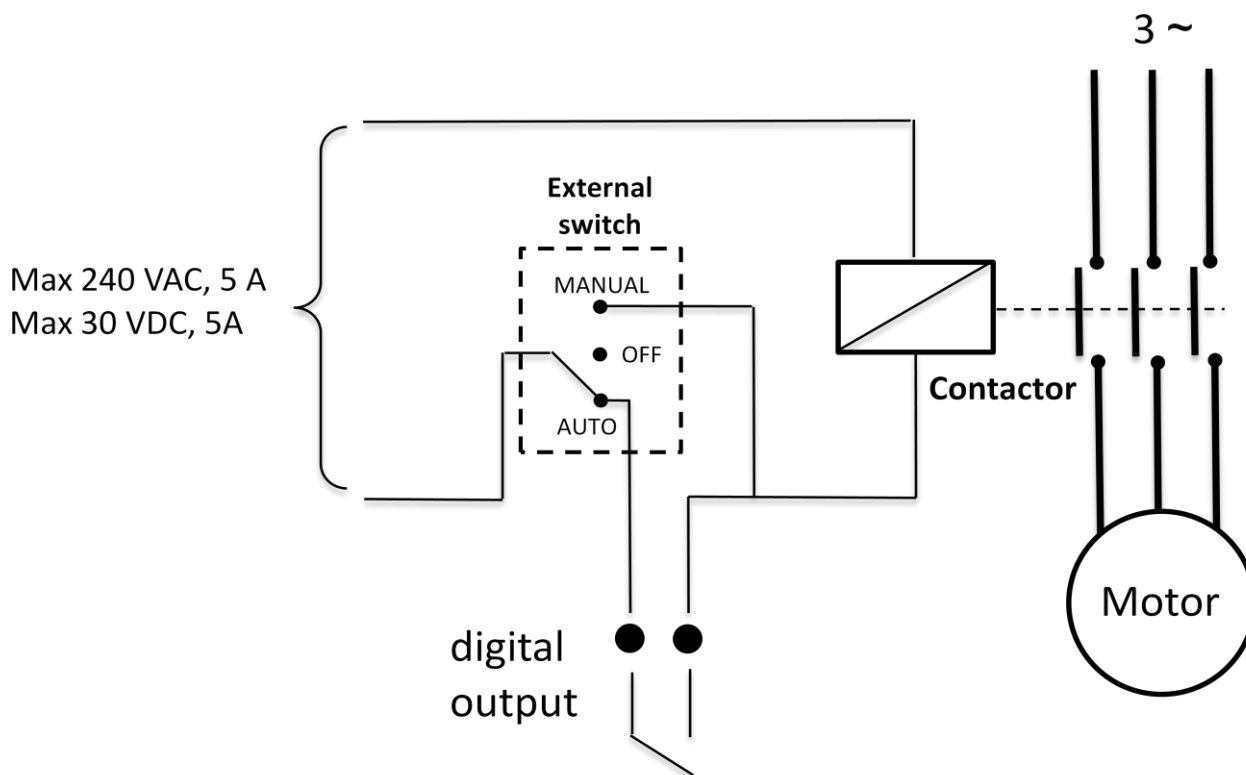 3 ~
External
switch
Max 240 VAC, 5 A
Max 30 VDC, 5A
MANUAL
OFF
AUTO
Contactor
Motor
digital
output